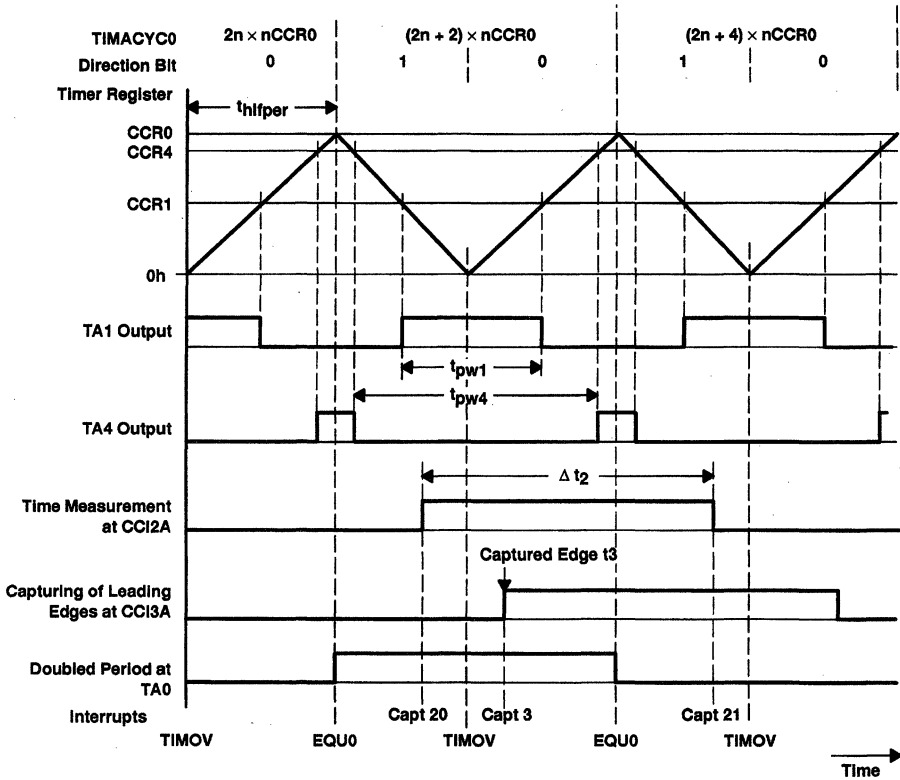 TIMACYC0 2n × nCCR0 (2n + 2) × nCCR0 (2n + 4) × nCCR0
Direction Bit 0 1 0 1 0
Timer Register
thlfper
CCR0
CCR4
CCR1
0h
TA1 Output
tpw1
tpw4
TA4 Output
Δ t2
Time Measurement
at CCI2A
Captured Edge t3
Capturing of Leading
Edges at CCI3A
Doubled Period at
TA0
Interrupts Capt 20 Capt 3 Capt 21
TIMOV EQU0 TIMOV EQU0 TIMOV
Time